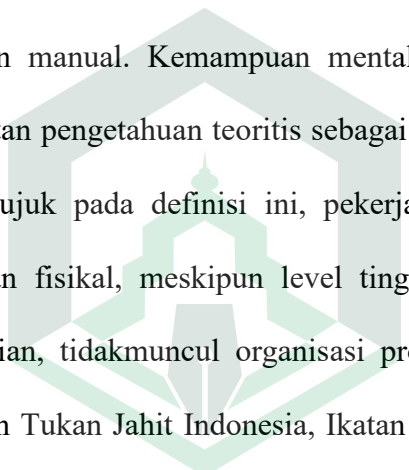 n manual. Kemampuan mental
tan pengetahuan teoritis sebagai
ujuk pada definisi ini, pekerja
n fisikal, meskipun level ting
ian, tidakmuncul organisasi pr
n Tukan Jahit Indonesia, Ikatan